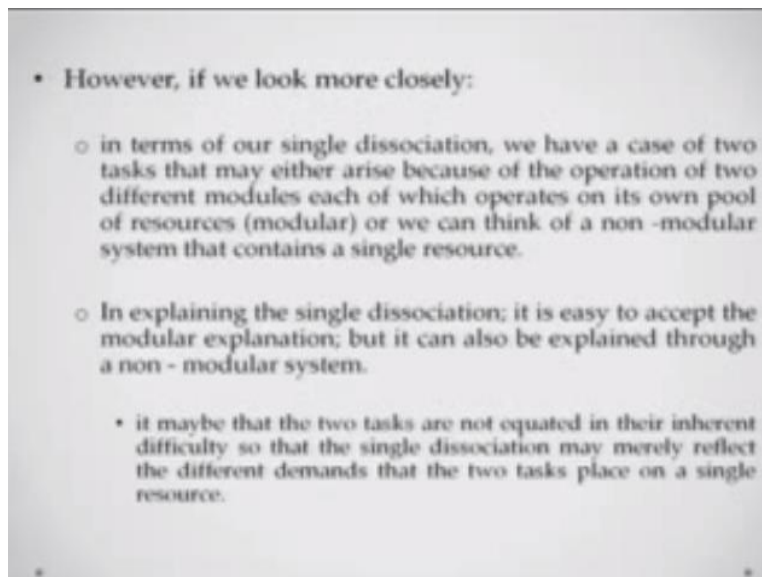 • However, if we look more closely:
o in terms of our single dissociation, we have a case of two
tasks that may either arise because of the operation of two
different modules each of which operates on its own pool
of resources (modular) or we can think of a non -modular
system that contains a single resource.
o In explaining the single dissociation; it is easy to accept the
modular explanation; but it can also be explained through
a non - modular system.
• it maybe that the two tasks are not equated in their inherent
difficulty so that the single dissociation may merely reflect
the different demands that the two tasks place on a single
resource.